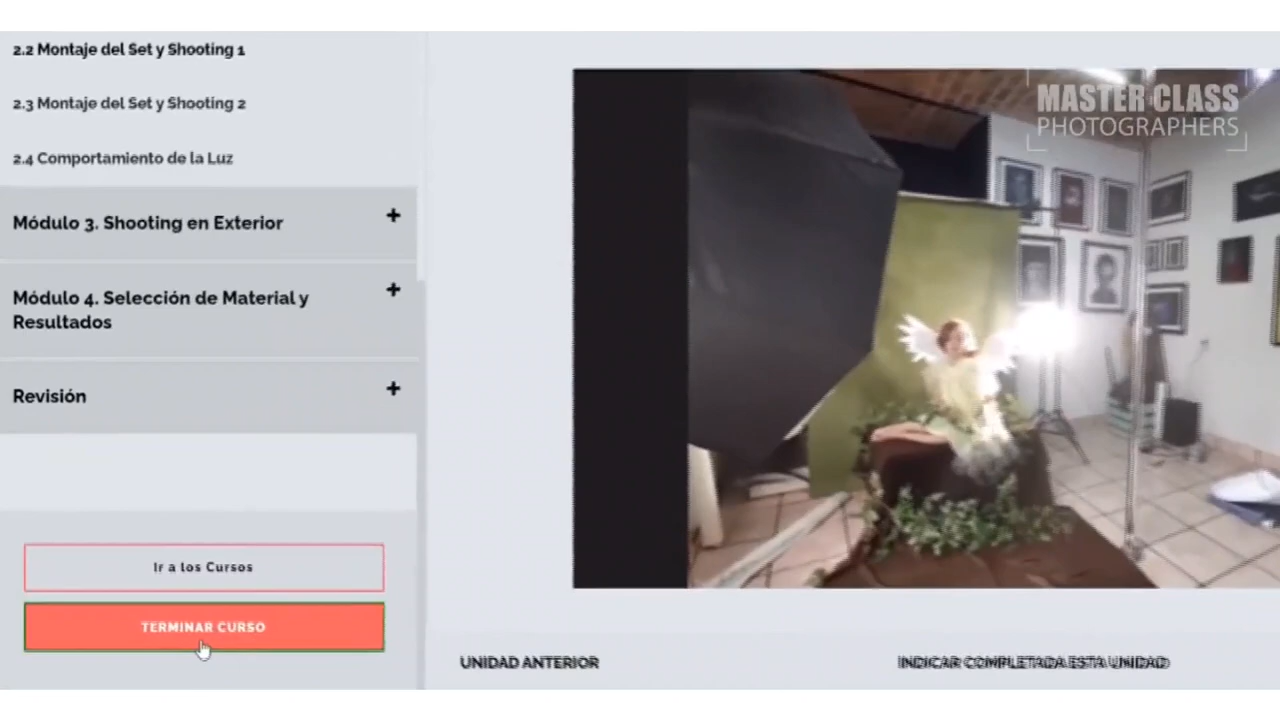 2.2 Montaje del Set y Shooting 1
2.3 Montaje del Set y Shooting 2
2.4 Comportamiento de la Luz
Módulo 3. Shooting en Exterior
+
Módulo 4. Selección de Material y
Resultados
+
Revisión
+
Ir a los Cursos
TERMINAR CURSO
MASTER CLASS
PHOTOGRAPHERS
UNIDAD ANTERIOR
INDICAR COMPLETADA ESTA UNIDAD